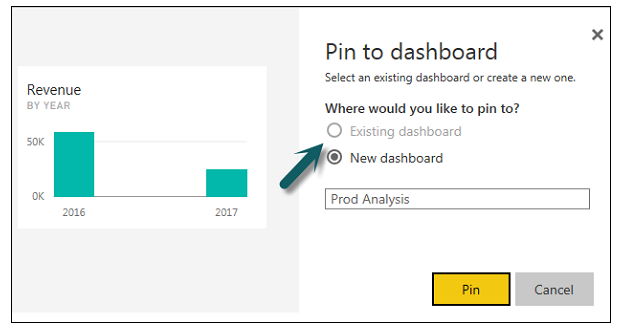 Revenue
BY YEAR
50K
0K
2016
2017
Pin to dashboard
Select an existing dashboard or create a new one.
Where would you like to pin to?
Existing dashboard
New dashboard
Prod Analysis
Pin
Cancel